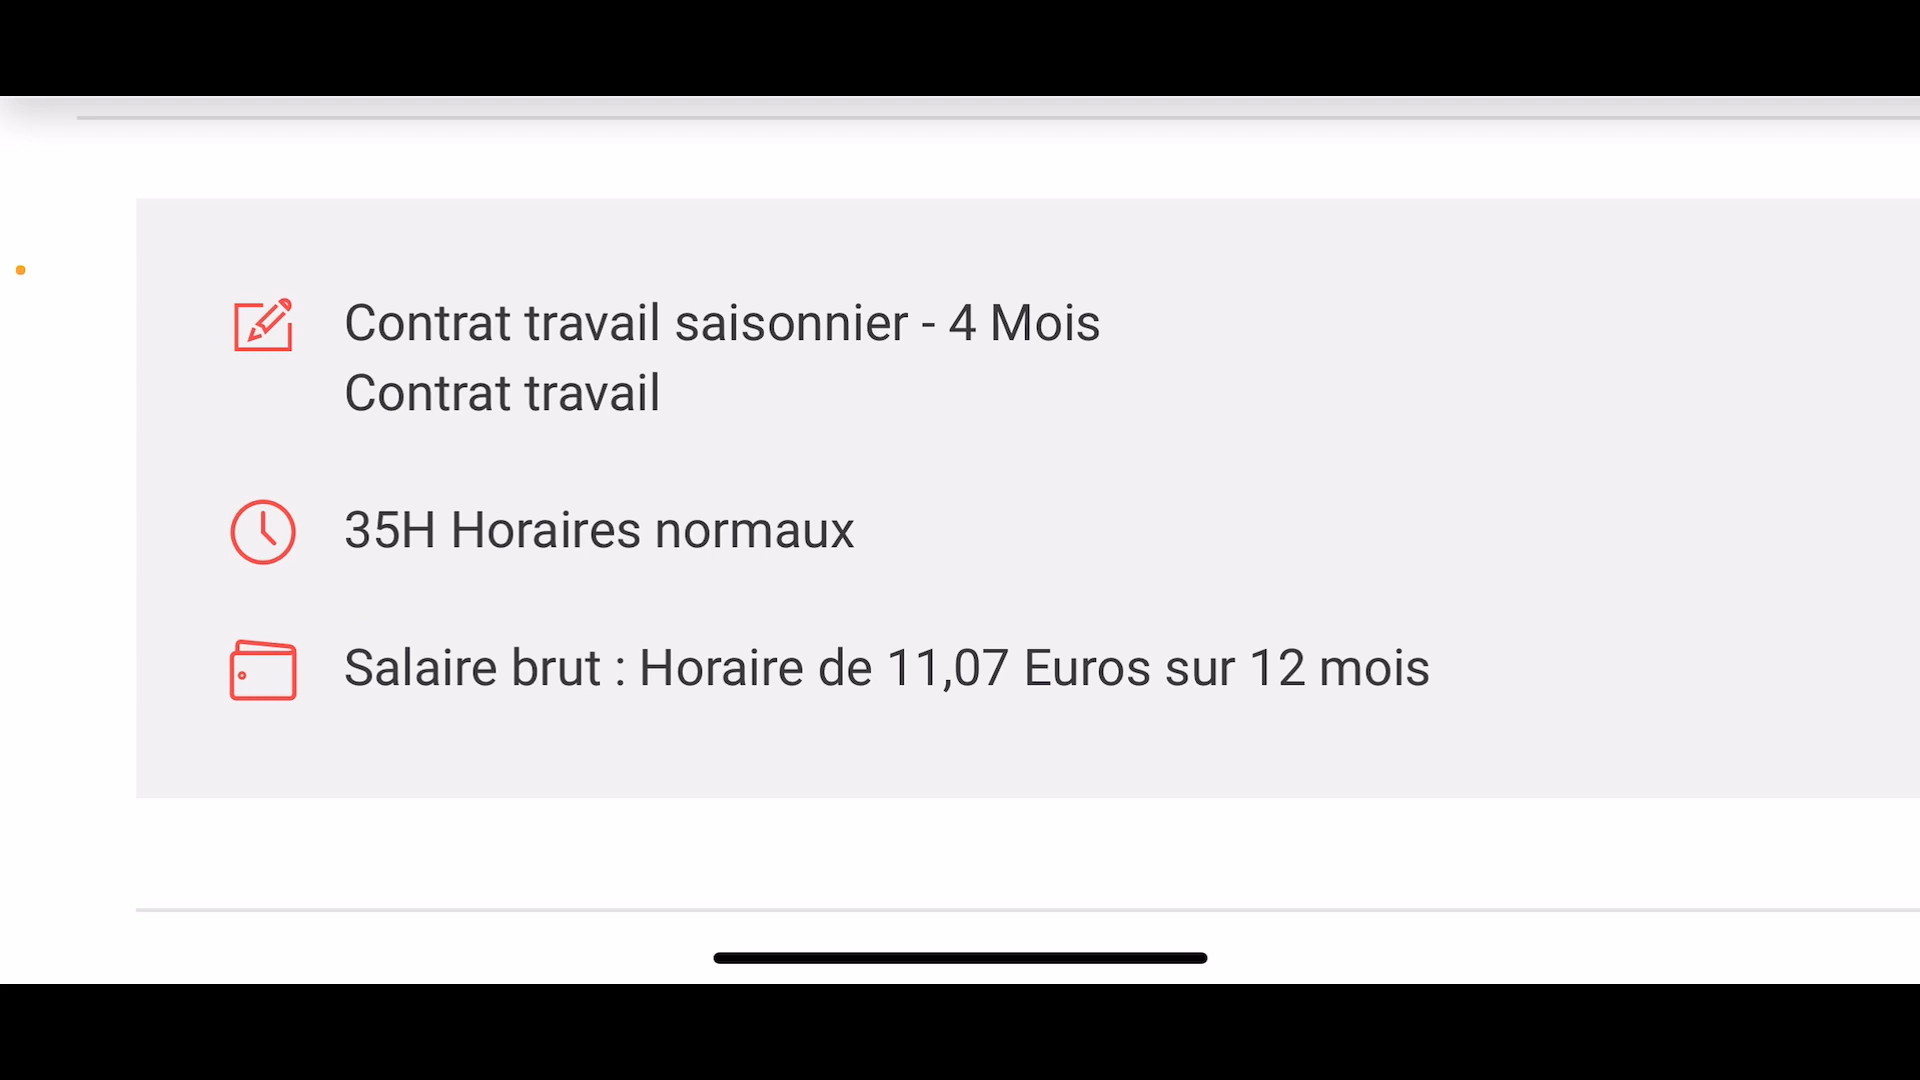 Contrat travail saisonnier - 4 Mois
Contrat travail
35H Horaires normaux
Salaire brut : Horaire de 11,07 Euros sur 12 mois